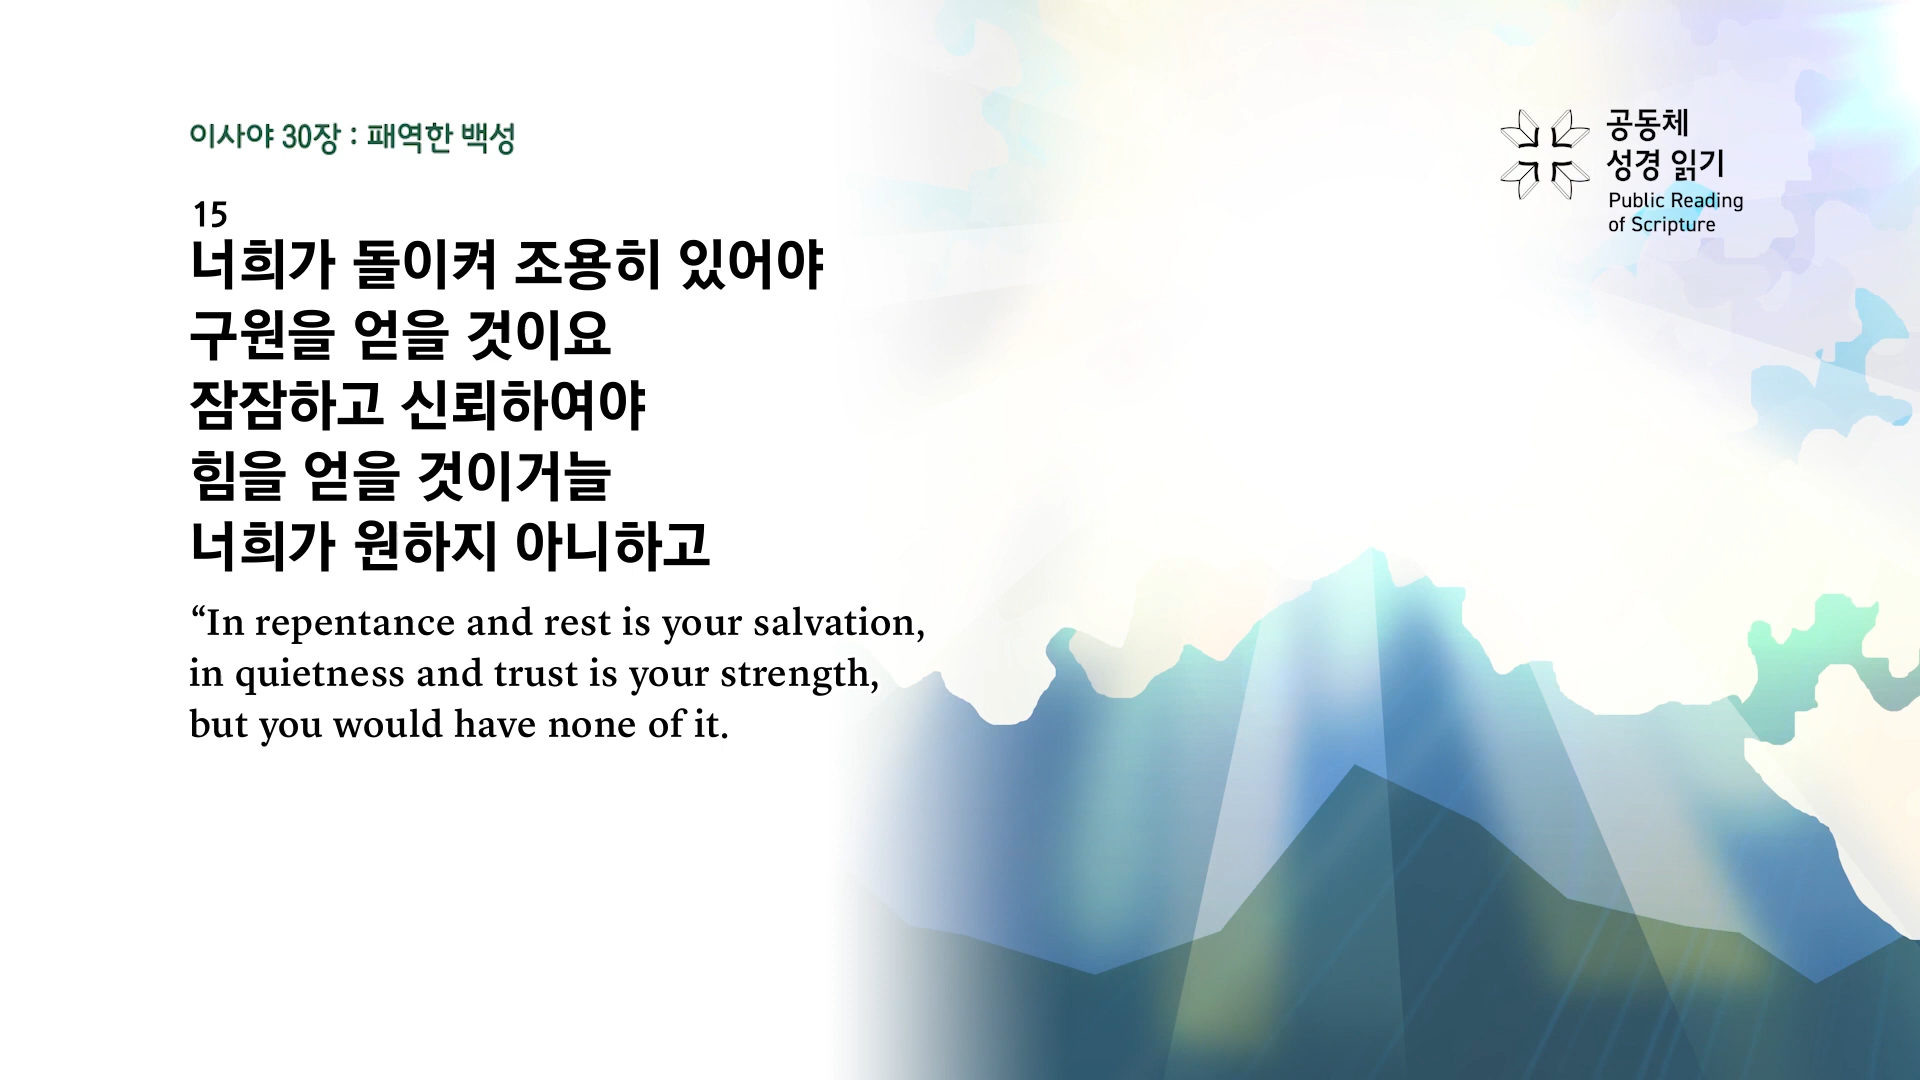 이사야 30장 : 패역한 백성
15
너희가 돌이켜 조용히 있어야
구원을 얻을 것이요
잠잠하고 신뢰하여야
힘을 얻을 것이거늘
너희가 원하지 아니하고
“In repentance and rest is your salvation,
in quietness and trust is your strength,
but you would have none of it.
공동체
성경 읽기
Public Reading
of Scripture